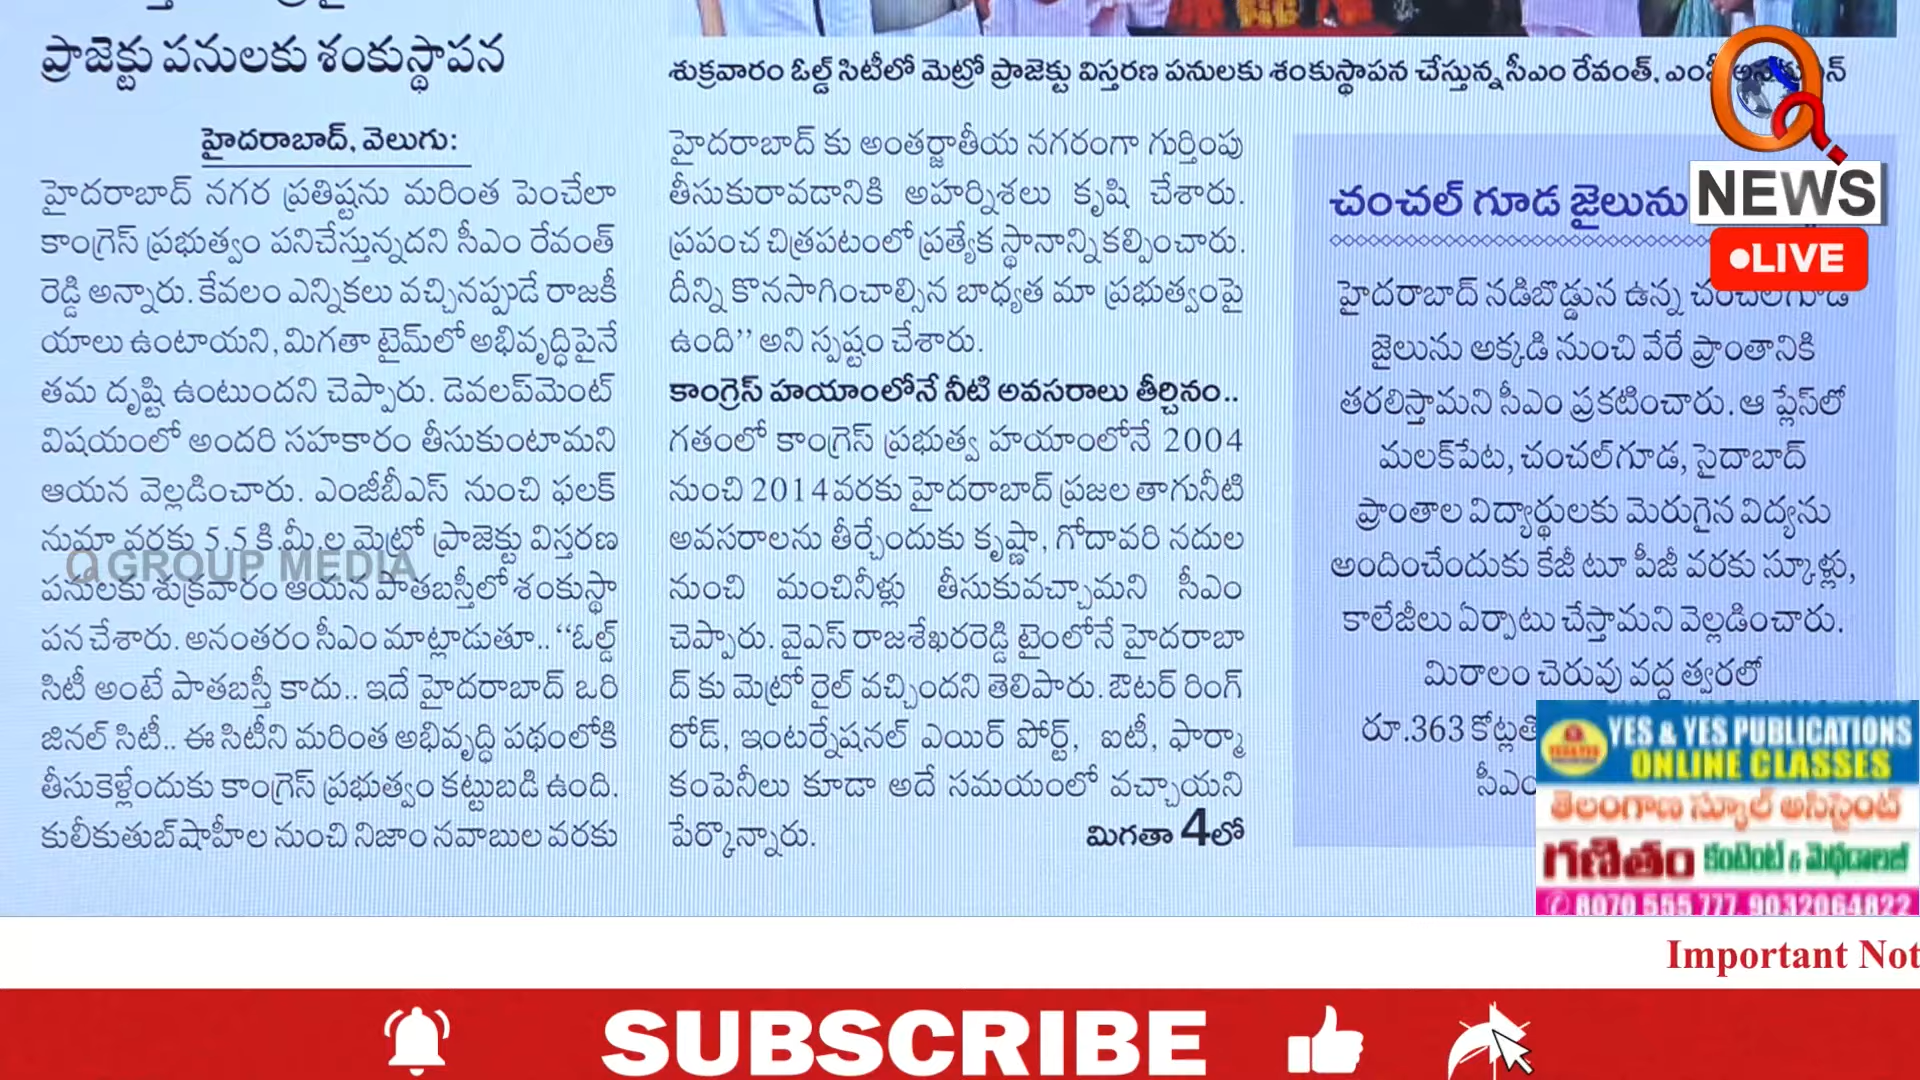 ప్రాజెక్టు పనులకు శంకుస్థాపన
శుక్రవారం ఓల్డ్ సిటీలో మెట్రో ప్రాజెక్టు విస్తరణ పనులకు శంకుస్థాపన చేస్తున్న సీఎం రేవంత్,
హైదరాబాద్, వెలుగు:
హైదరాబాద్ నగర ప్రతిష్టను మరింత పెంచేలా
కాంగ్రెస్ ప్రభుత్వం పనిచేస్తున్నదని సీఎం రేవంత్
రెడ్డి అన్నారు. కేవలం ఎన్నికలు వచ్చినప్పుడే రాజకీ
యాలు ఉంటాయని, మిగతా టైమ్‌లో అభివృద్ధిపైనే
తమ దృష్టి ఉంటుందని చెప్పారు. డెవలప్‌మెంట్
విషయంలో అందరి సహకారం తీసుకుంటామని
ఆయన వెల్లడించారు. ఎంజీబీఎస్ నుంచి ఫలక్
నుమా వరకు 5.5 కి.మీ.ల మెట్రో ప్రాజెక్టు విస్తరణ
పనులకు శుక్రవారం ఆయన పాతబస్తీలో శంకుస్థా
పన చేశారు. అనంతరం సీఎం మాట్లాడుతూ.. “ఓల్డ్
సిటీ అంటే పాతబస్తీ కాదు.. ఇదే హైదరాబాద్ ఒరి
జినల్ సిటీ.. ఈ సిటీని మరింత అభివృద్ధి పథంలోకి
తీసుకెళ్లేందుకు కాంగ్రెస్ ప్రభుత్వం కట్టుబడి ఉంది.
కులీకుతుబ్‌షాహీల నుంచి నిజాం నవాబుల వరకు
హైదరాబాద్ కు అంతర్జాతీయ నగరంగా గుర్తింపు
తీసుకురావడానికి అహర్నిశలు కృషి చేశారు.
ప్రపంచ చిత్రపటంలో ప్రత్యేక స్థానాన్ని కల్పించారు.
దీన్ని కొనసాగించాల్సిన బాధ్యత మా ప్రభుత్వంపై
ఉంది” అని స్పష్టం చేశారు.
కాంగ్రెస్ హయాంలోనే నీటి అవసరాలు తీర్చినం..
గతంలో కాంగ్రెస్ ప్రభుత్వ హయాంలోనే 2004
నుంచి 2014 వరకు హైదరాబాద్ ప్రజల తాగునీటి
అవసరాలను తీర్చేందుకు కృష్ణా, గోదావరి నదుల
నుంచి మంచినీళ్లు తీసుకువచ్చామని సీఎం
చెప్పారు. వైఎస్ రాజశేఖరరెడ్డి టైంలోనే హైదరాబా
ద్ కు మెట్రో రైల్ వచ్చిందని తెలిపారు. ఔటర్ రింగ్
రోడ్, ఇంటర్నేషనల్ ఎయిర్ పోర్ట్, ఐటీ, ఫార్మా
కంపెనీలు కూడా అదే సమయంలో వచ్చాయని
పేర్కొన్నారు.
మిగతా 4లో
చంచల్ గూడ జైలును
హైదరాబాద్ నడిబొడ్డున ఉన్న చంచల్‌గూడ
జైలును అక్కడి నుంచి వేరే ప్రాంతానికి
తరలిస్తామని సీఎం ప్రకటించారు. ఆ ప్లేస్‌లో
మలక్‌పేట, చంచల్‌గూడ, సైదాబాద్
ప్రాంతాల విద్యార్థులకు మెరుగైన విద్యను
అందించేందుకు కేజీ టూ పీజీ వరకు స్కూళ్లు,
కాలేజీలు ఏర్పాటు చేస్తామని వెల్లడించారు.
మిరాలం చెరువు వద్ద త్వరలో
రూ.363 కోట్లతో
సీఎం
Q GROUP MEDIA
Q
NEWS
LIVE
YES & YES PUBLICATIONS
ONLINE CLASSES
తెలంగాణ స్కూల్ అసిస్టెంట్
గణితం కంటెంట్ & మెథడాలజీ
8070 555 777, 9032064822
Important Not
SUBSCRIBE